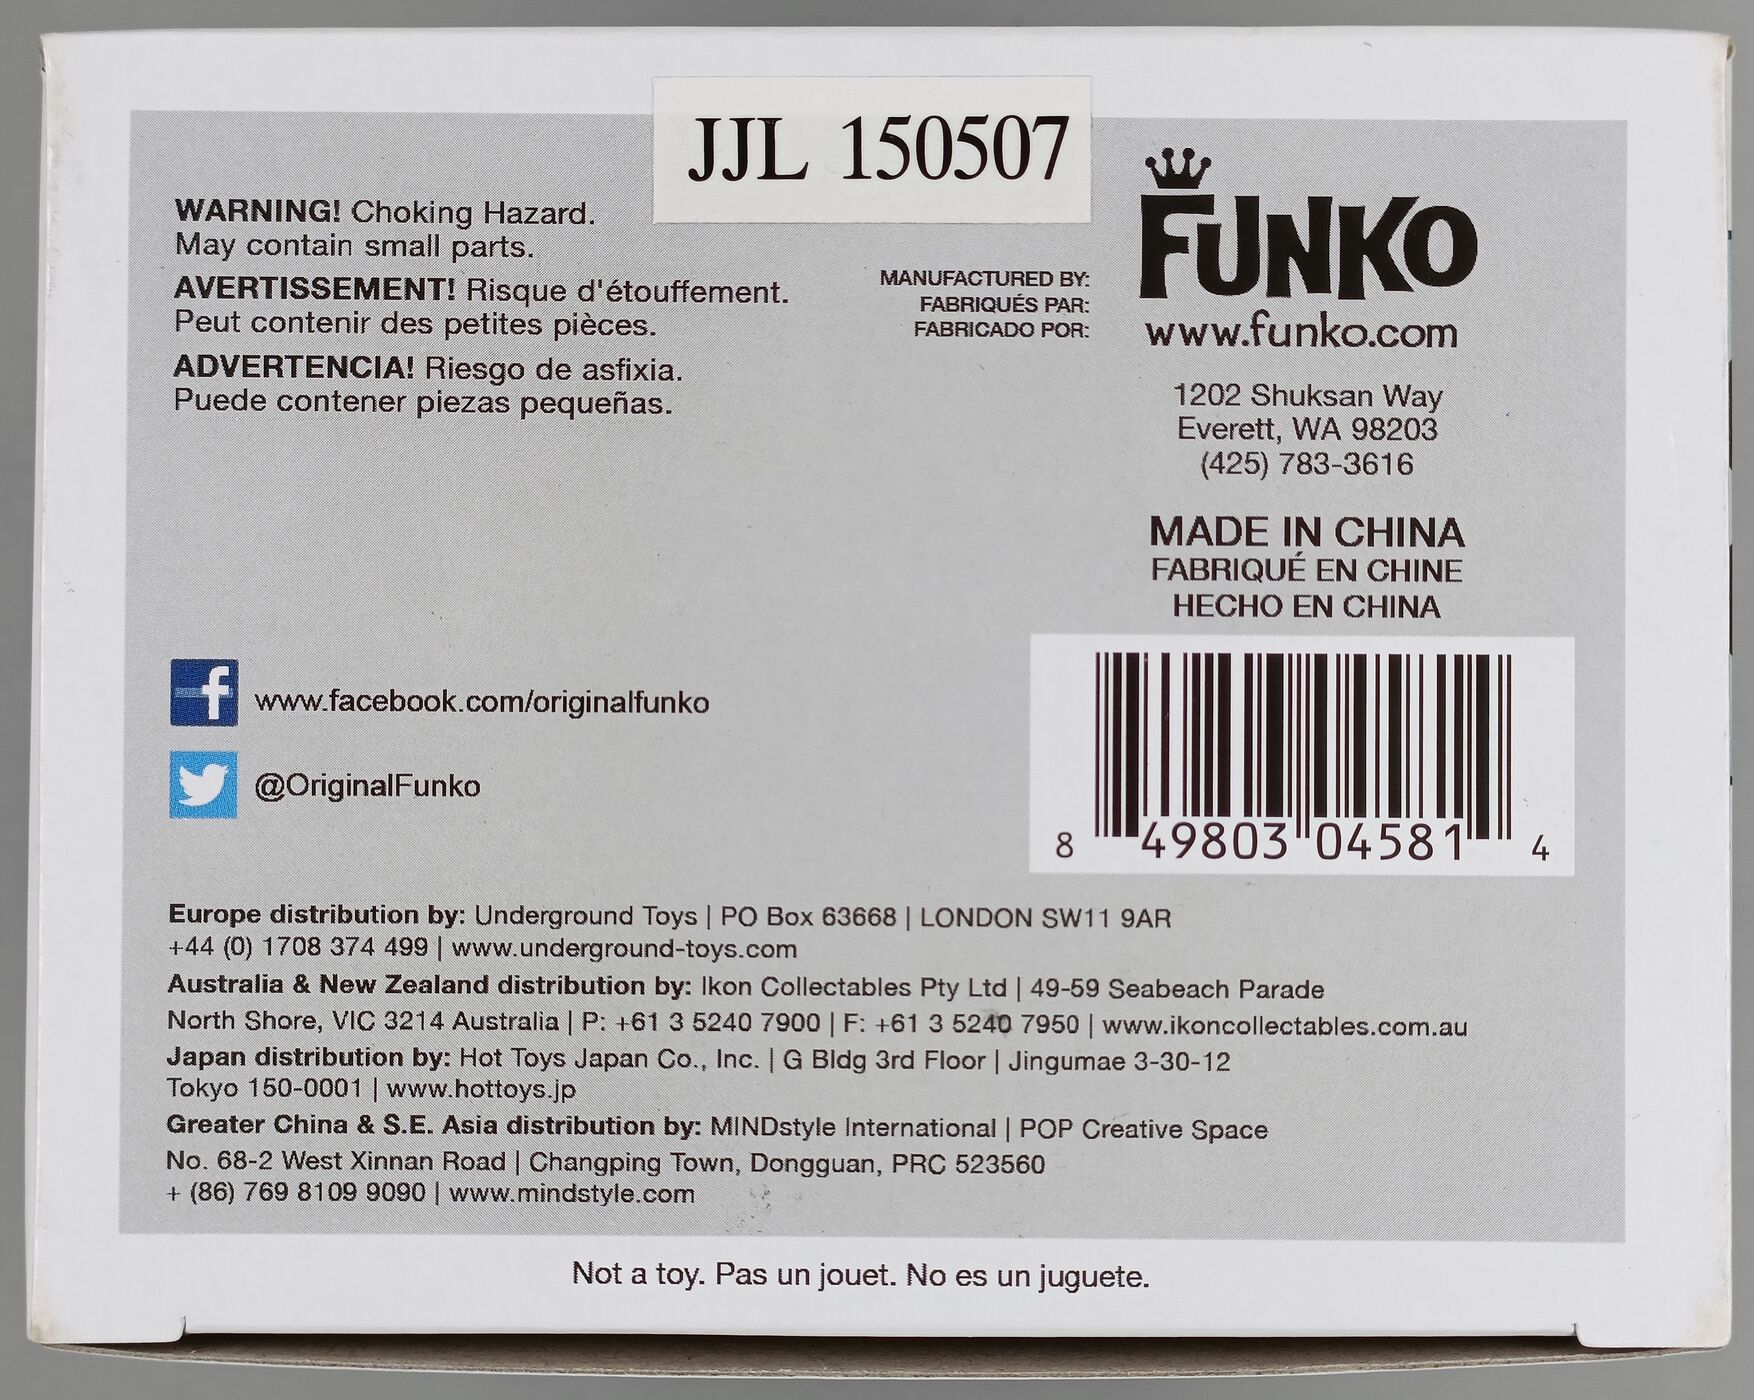 JJL 150507
WARNING! Choking Hazard.
May contain small parts.
AVERTISSEMENT! Risque d'étouffement.
Peut contenir des petites pièces.
ADVERTENCIA! Riesgo de asfixia.
Puede contener piezas pequeñas.
MANUFACTURED BY:
FABRIQUÉS PAR:
FABRICADO POR:
FUNKO
www.funko.com
1202 Shuksan Way
Everett, WA 98203
(425) 783-3616
MADE IN CHINA
FABRIQUÉ EN CHINE
HECHO EN CHINA
www.facebook.com/originalfunko
@OriginalFunko
8 49803 04581 4
Europe distribution by: Underground Toys | PO Box 63668 | LONDON SW11 9AR
+44 (0) 1708 374 499 | www.underground-toys.com
Australia & New Zealand distribution by: Ikon Collectables Pty Ltd | 49-59 Seabeach Parade
North Shore, VIC 3214 Australia | P: +61 3 5240 7900 | F: +61 3 5240 7950 | www.ikoncollectables.com.au
Japan distribution by: Hot Toys Japan Co., Inc. | G Bldg 3rd Floor | Jingumae 3-30-12
Tokyo 150-0001 | www.hottoys.jp
Greater China & S.E. Asia distribution by: MINDstyle International | POP Creative Space
No. 68-2 West Xinnan Road | Changping Town, Dongguan, PRC 523560
+ (86) 769 8109 9090 | www.mindstyle.com
Not a toy. Pas un jouet. No es un juguete.